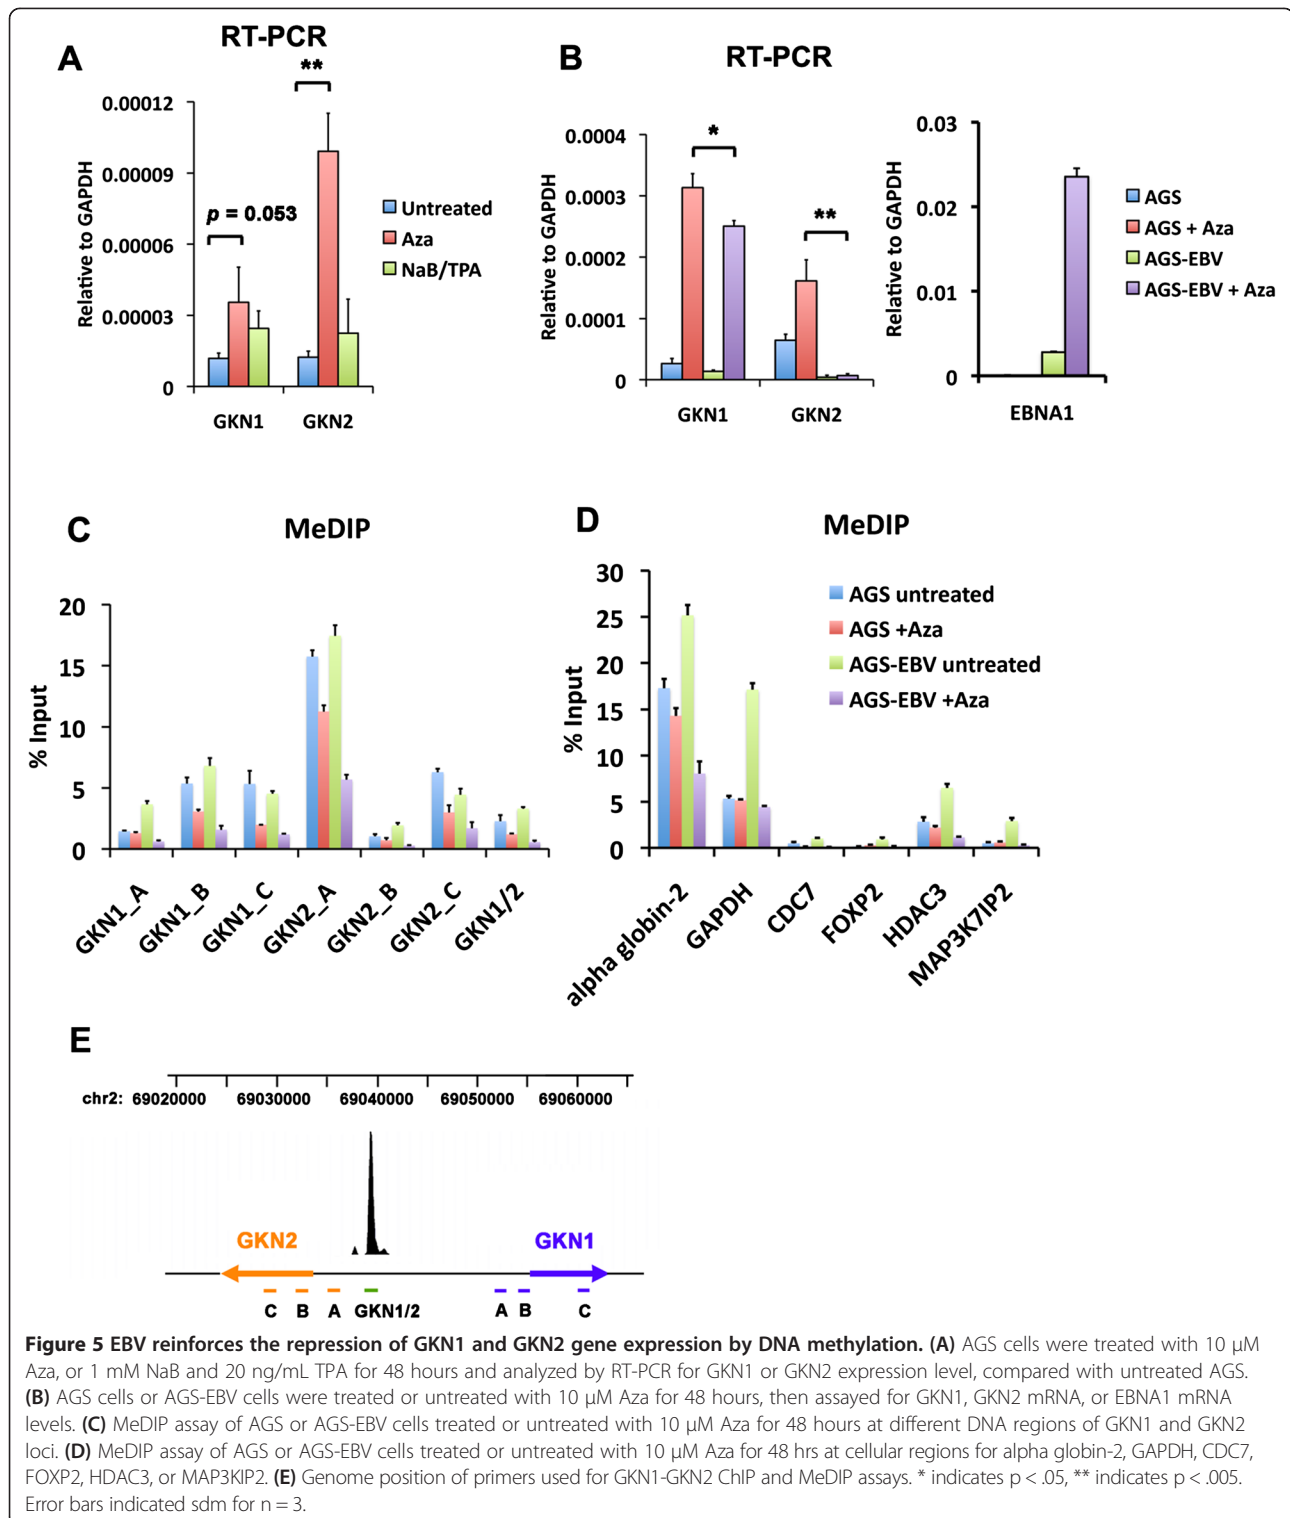 A
RT-PCR
**
0.00012
0.00009
0.00006
0.00003
0
Relative to GAPDH
p = 0.053
GKN1
GKN2
Untreated
Aza
NaB/TPA
B
RT-PCR
0.0004
0.0003
0.0002
0.0001
0
Relative to GAPDH
*
**
GKN1
GKN2
0.03
0.02
0.01
0
Relative to GAPDH
EBNA1
AGS
AGS + Aza
AGS-EBV
AGS-EBV + Aza
C
MeDIP
20
15
10
5
0
% Input
GKN1_A
GKN1_B
GKN1_C
GKN2_A
GKN2_B
GKN2_C
GKN1/2
D
MeDIP
30
25
20
15
10
5
0
% Input
AGS untreated
AGS +Aza
AGS-EBV untreated
AGS-EBV +Aza
alpha globin-2
GAPDH
CDC7
FOXP2
HDAC3
MAP3K7IP2
E
chr2: 69020000 69030000 69040000 69050000 69060000
GKN2
GKN1
C B A GKN1/2 A B C
Figure 5 EBV reinforces the repression of GKN1 and GKN2 gene expression by DNA methylation. (A) AGS cells were treated with 10 μM
Aza, or 1 mM NaB and 20 ng/mL TPA for 48 hours and analyzed by RT-PCR for GKN1 or GKN2 expression level, compared with untreated AGS.
(B) AGS cells or AGS-EBV cells were treated or untreated with 10 μM Aza for 48 hours, then assayed for GKN1, GKN2 mRNA, or EBNA1 mRNA
levels. (C) MeDIP assay of AGS or AGS-EBV cells treated or untreated with 10 μM Aza for 48 hours at different DNA regions of GKN1 and GKN2
loci. (D) MeDIP assay of AGS or AGS-EBV cells treated or untreated with 10 μM Aza for 48 hrs at cellular regions for alpha globin-2, GAPDH, CDC7,
FOXP2, HDAC3, or MAP3KIP2. (E) Genome position of primers used for GKN1-GKN2 ChIP and MeDIP assays. * indicates p < .05, ** indicates p < .005.
Error bars indicated sdm for n = 3.